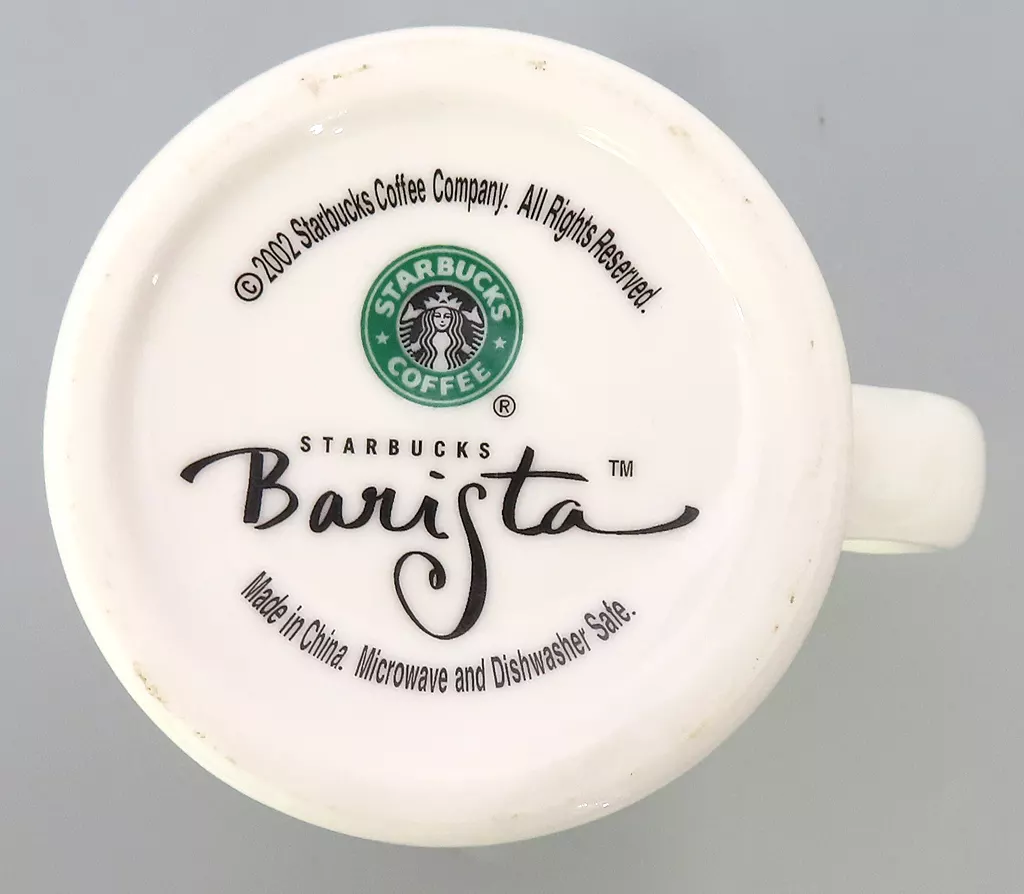 © 2002 Starbucks Coffee Company. All Rights Reserved.
STARBUCKS
COFFEE
®
STARBUCKS
Barista ™
Made in China. Microwave and Dishwasher Safe.